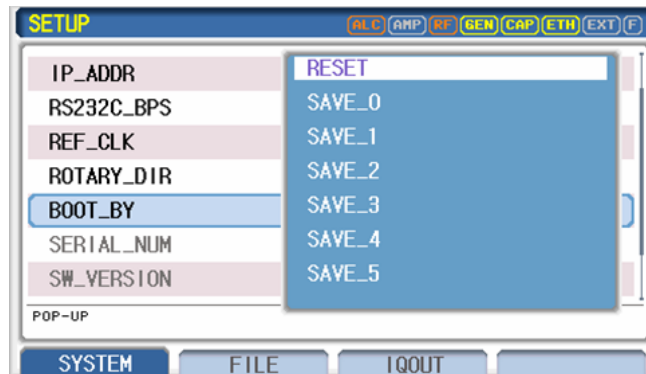 SETUP ALC AMP RF GEN CAP ETH EXT F
IP_ADDR RESET
RS232C_BPS SAVE_0
REF_CLK SAVE_1
ROTARY_DIR SAVE_2
BOOT_BY SAVE_3
SERIAL_NUM SAVE_4
SW_VERSION SAVE_5
POP-UP
SYSTEM FILE IQOUT